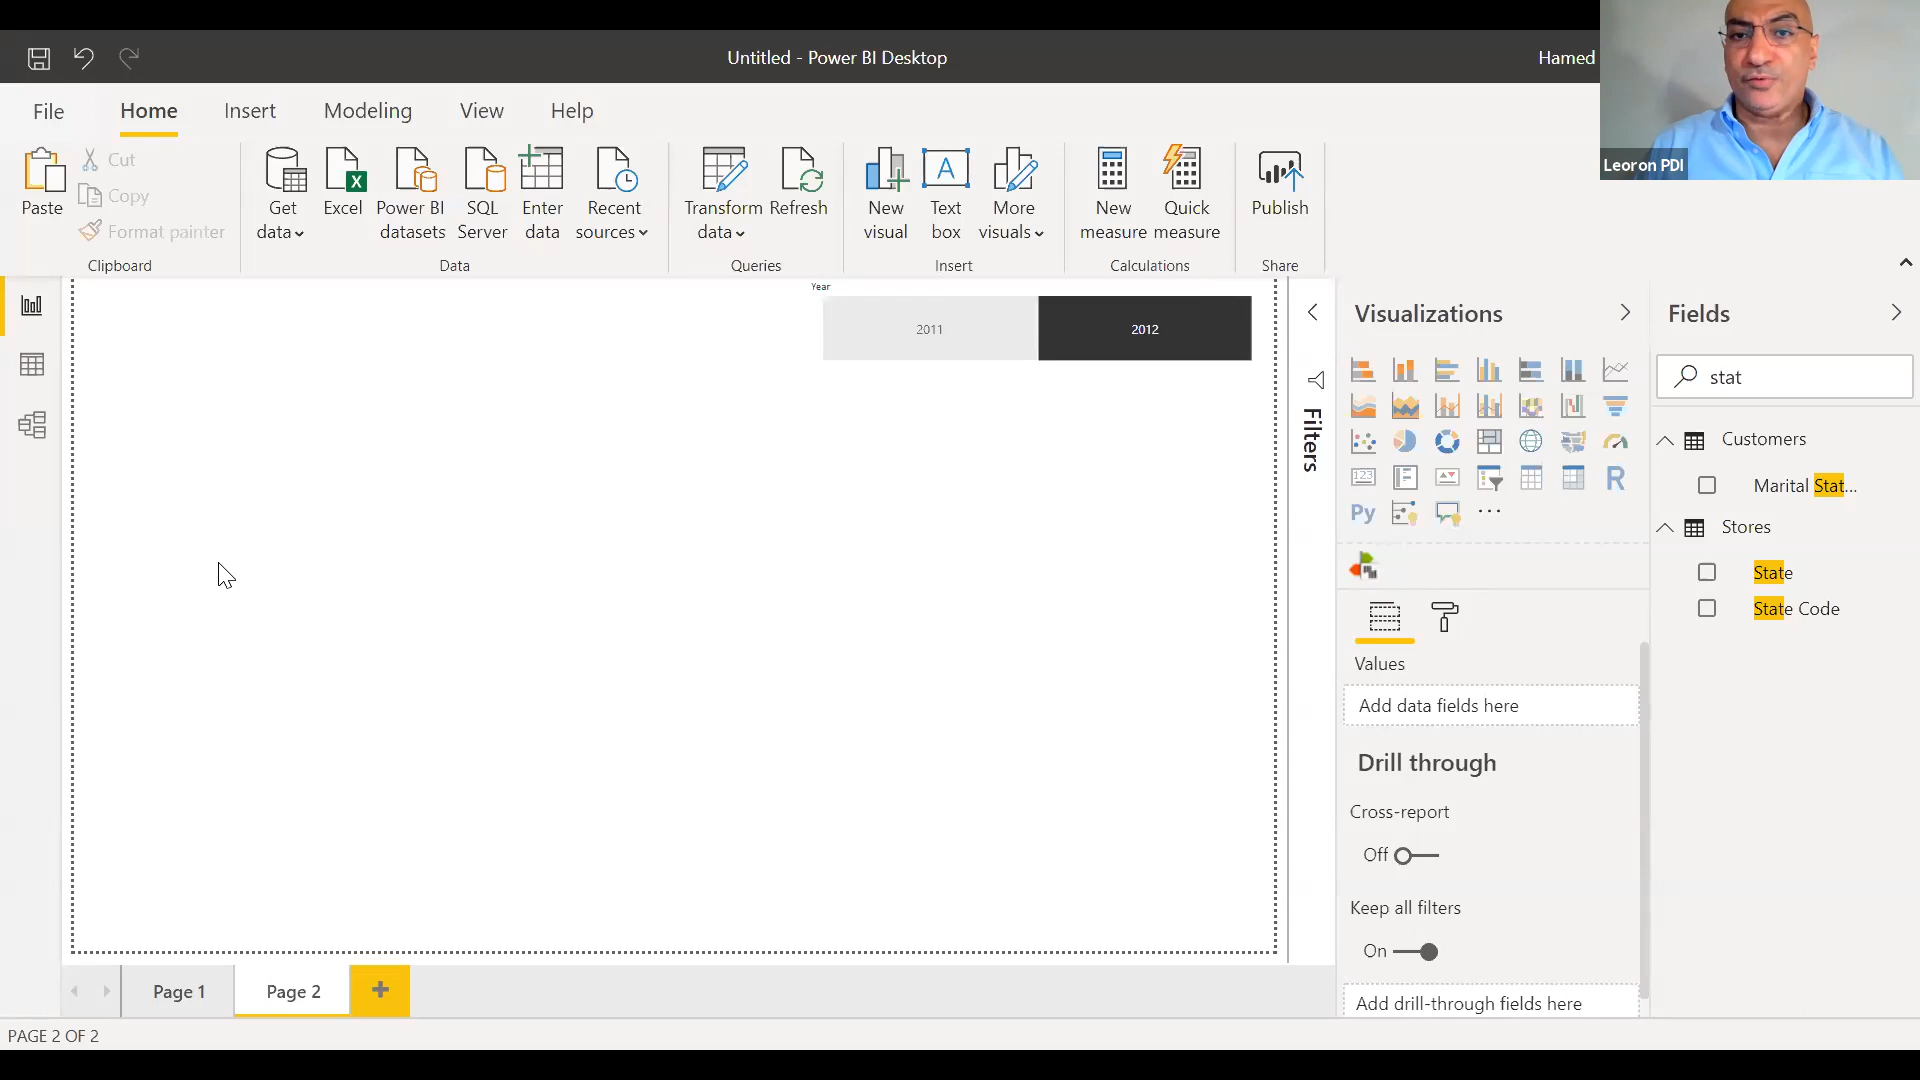 Untitled - Power BI Desktop
Hamed
Leoron PDI
File Home Insert Modeling View Help
Paste
Cut
Copy
Format painter
Clipboard
Get data
Excel
Power BI datasets
SQL Server
Enter data
Recent sources
Data
Transform data
Refresh
Queries
New visual
Text box
More visuals
Insert
New measure
Quick measure
Calculations
Publish
Share
Year
2011 2012
Filters
Visualizations
123
R
Py
Values
Add data fields here
Drill through
Cross-report
Off
Keep all filters
On
Add drill-through fields here
Fields
stat
Customers
Marital Stat...
Stores
State
State Code
Page 1 Page 2 +
PAGE 2 OF 2